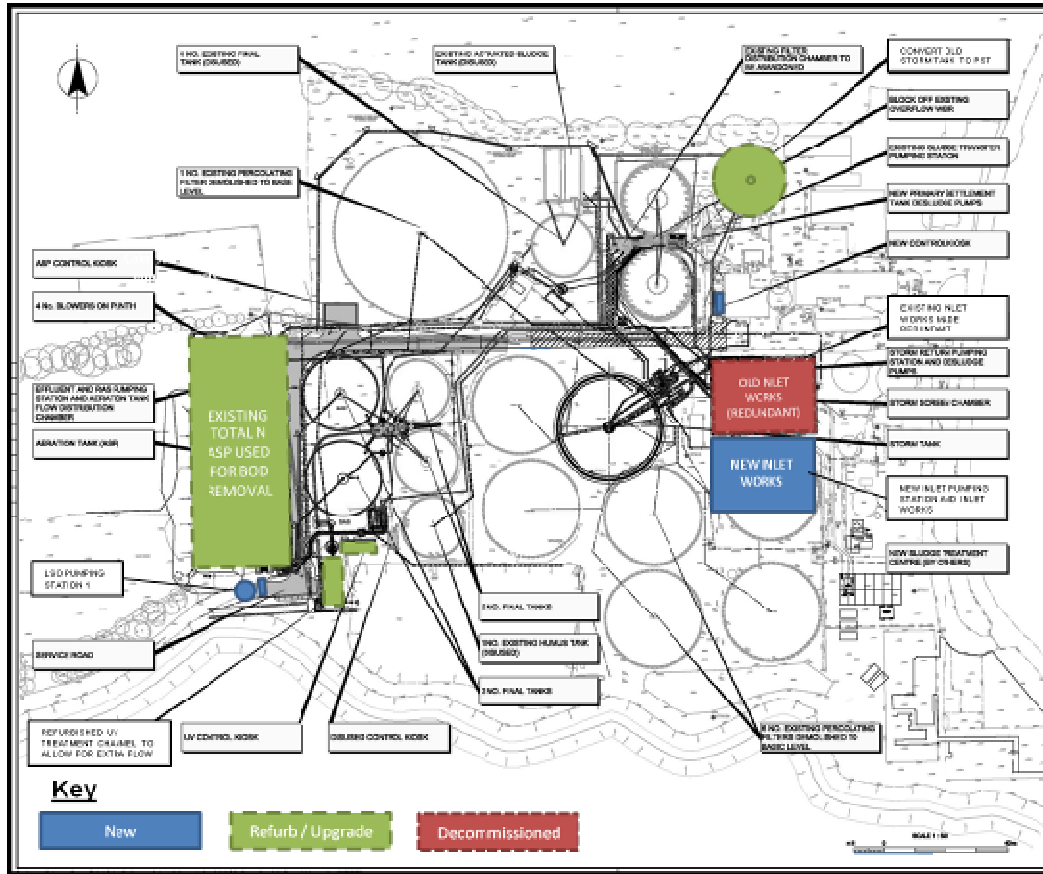 1 NO. EXISTING FINAL
TANK (DISUSED)
EXISTING ACTIVATED SLUDGE
TANK (DISUSED)
EXISTING FILTER
DISTRIBUTION CHAMBER TO
BE ABANDONED
CONVERT OLD
STORM TANK TO PST
BLOCK OFF EXISTING
OVERFLOW WEIR
EXISTING SLUDGE TRANSFER
PUMPING STATION
1 NO. EXISTING PERCOLATING
FILTER DEMOLISHED TO BASE
LEVEL
NEW PRIMARY SETTLEMENT
TANK DESLUDGE PUMPS
NEW CONTROL KIOSK
ASP CONTROL KIOSK
4 No. BLOWERS ON PLINTH
EXISTING INLET
WORKS MADE
REDUNDANT
STORM RETURN PUMPING
STATION AND DESLUDGE
PUMPS
EFFLUENT AND RAS PUMPING
STATION AND AERATION TANK
FLOW DISTRIBUTION
CHAMBER
EXISTING
TOTAL N
ASP USED
FOR BOD
REMOVAL
OLD INLET
WORKS
(REDUNDANT)
STORM SCREEN CHAMBER
AERATION TANK (ASP)
STORM TANK
NEW INLET
WORKS
NEW INLET PUMPING
STATION AND INLET
WORKS
NEW SLUDGE TREATMENT
CENTRE (BY OTHERS)
PUMPING
STATION 1
2 NO. FINAL TANKS
1 NO. EXISTING HUMUS TANK
(DISUSED)
SERVICE ROAD
2 NO. FINAL TANKS
REFURBISHED UV
TREATMENT CHANNEL TO
ALLOW FOR EXTRA FLOW
UV CONTROL KIOSK
DISUSED CONTROL KIOSK
NO. EXISTING PERCOLATING
FILTERS DEMOLISHED TO
BASE LEVEL
Key
New
Refurb / Upgrade
Decommissioned